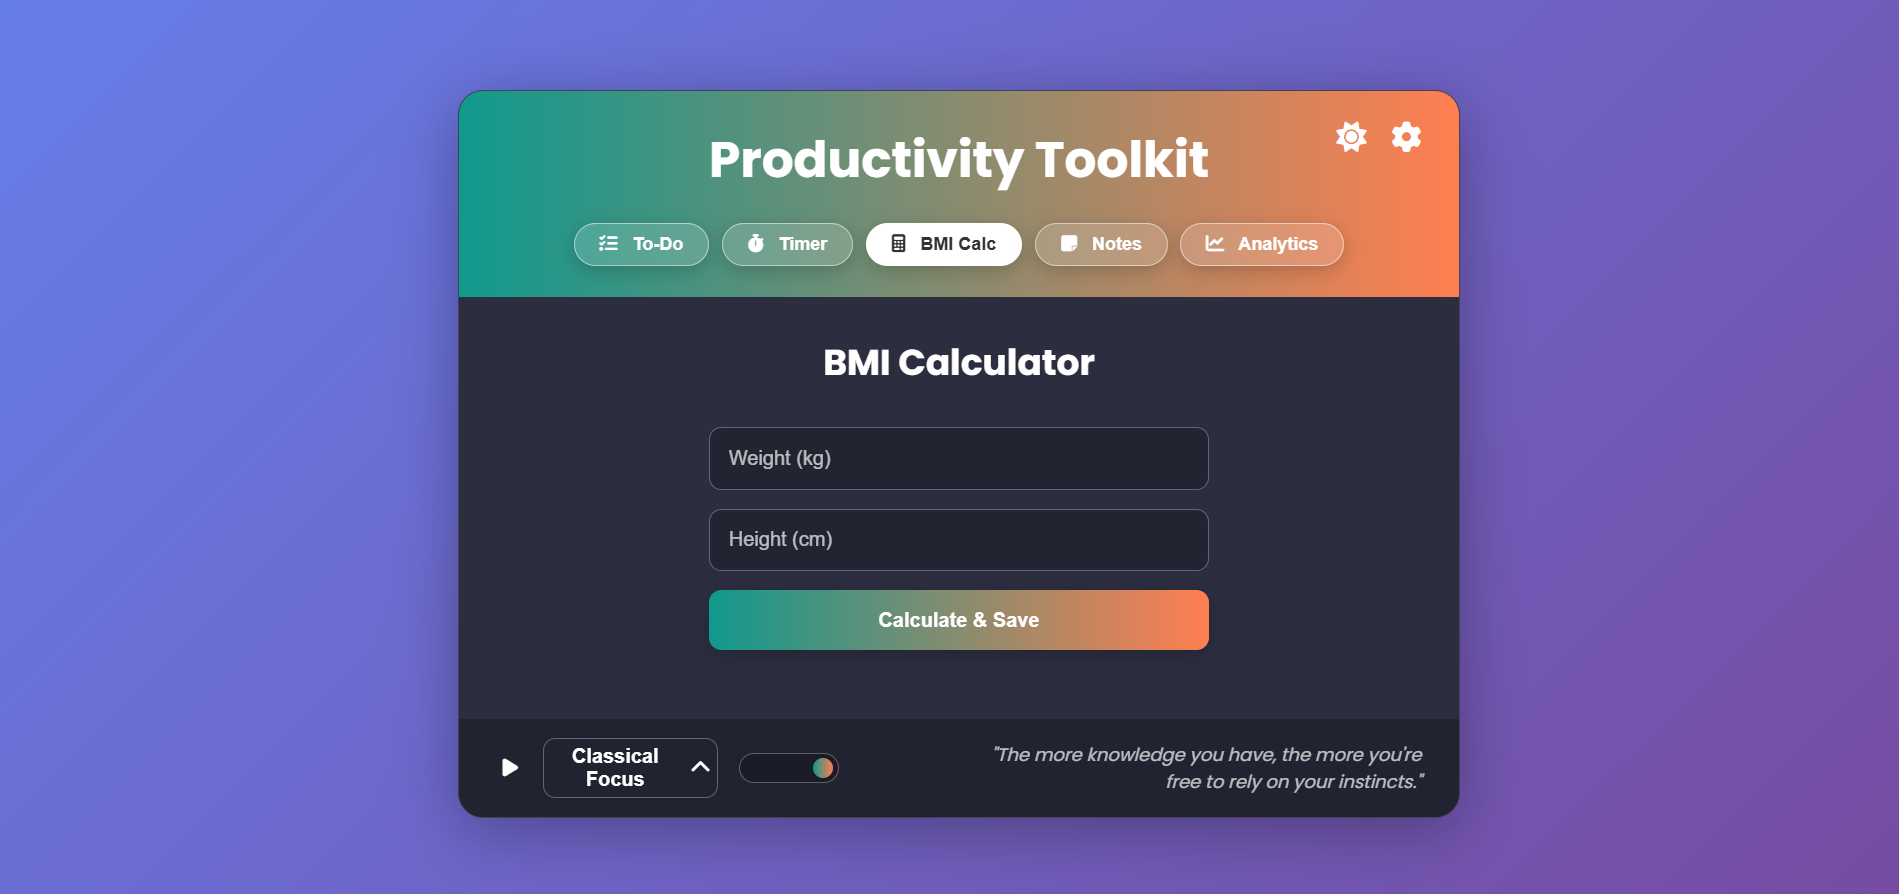 Productivity Toolkit
To-Do
Timer
BMI Calc
Notes
Analytics
BMI Calculator
Weight (kg)
Height (cm)
Calculate & Save
Classical
Focus
"The more knowledge you have, the more you're
free to rely on your instincts."